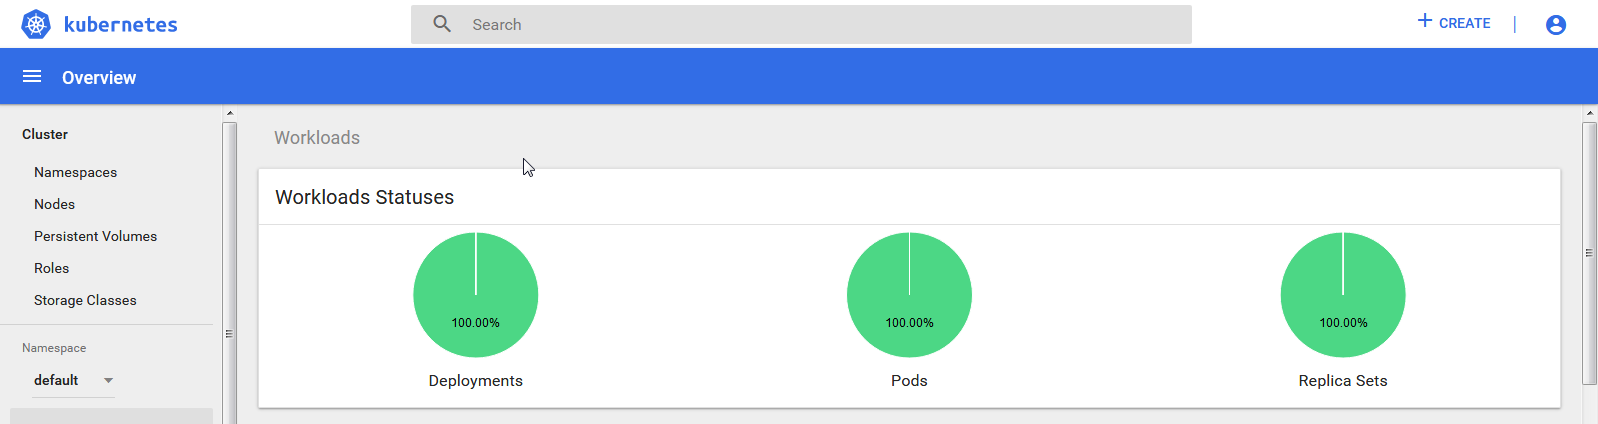 kubernetes
Search
CREATE
Overview
Cluster
Namespaces
Nodes
Persistent Volumes
Roles
Storage Classes
Namespace
default
Workloads
Workloads Statuses
100.00%
Deployments
100.00%
Pods
100.00%
Replica Sets